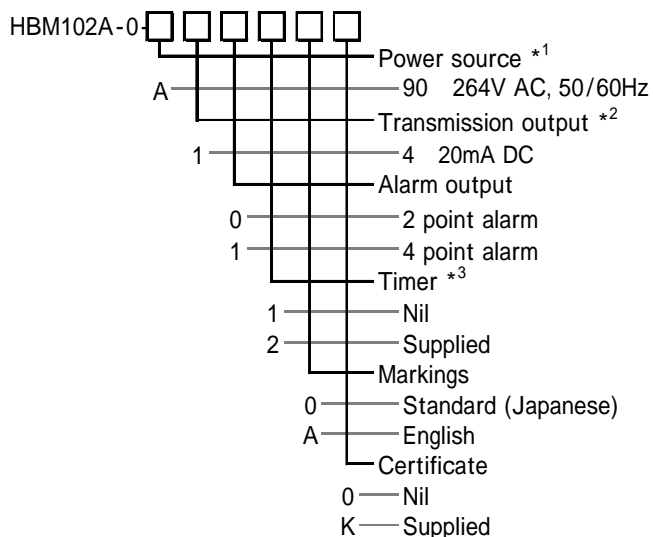 HBM102A-0-
Power source *1
A 90 264V AC, 50/60Hz
Transmission output *2
1 4 20mA DC
Alarm output
0 2 point alarm
1 4 point alarm
Timer *3
1 Nil
2 Supplied
Markings
0 Standard (Japanese)
A English
Certificate
0 Nil
K Supplied